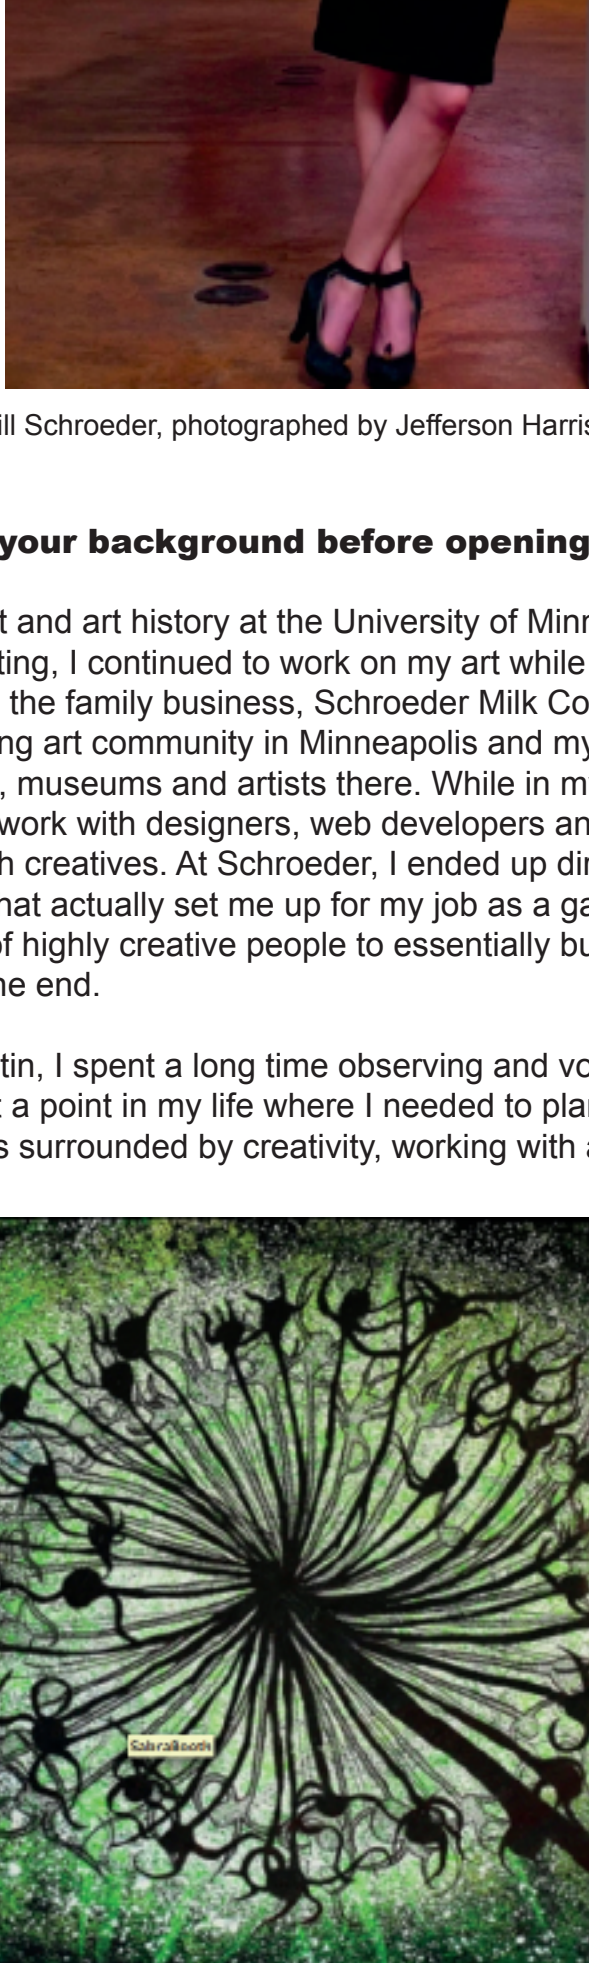 ill Schroeder, photographed by Jefferson Harris
your background before opening
t and art history at the University of Minn
ting, I continued to work on my art while
the family business, Schroeder Milk Co
ng art community in Minneapolis and my
, museums and artists there. While in my
work with designers, web developers an
h creatives. At Schroeder, I ended up dir
hat actually set me up for my job as a ga
of highly creative people to essentially bu
he end.
tin, I spent a long time observing and vo
t a point in my life where I needed to plan
s surrounded by creativity, working with a
SabraBooth